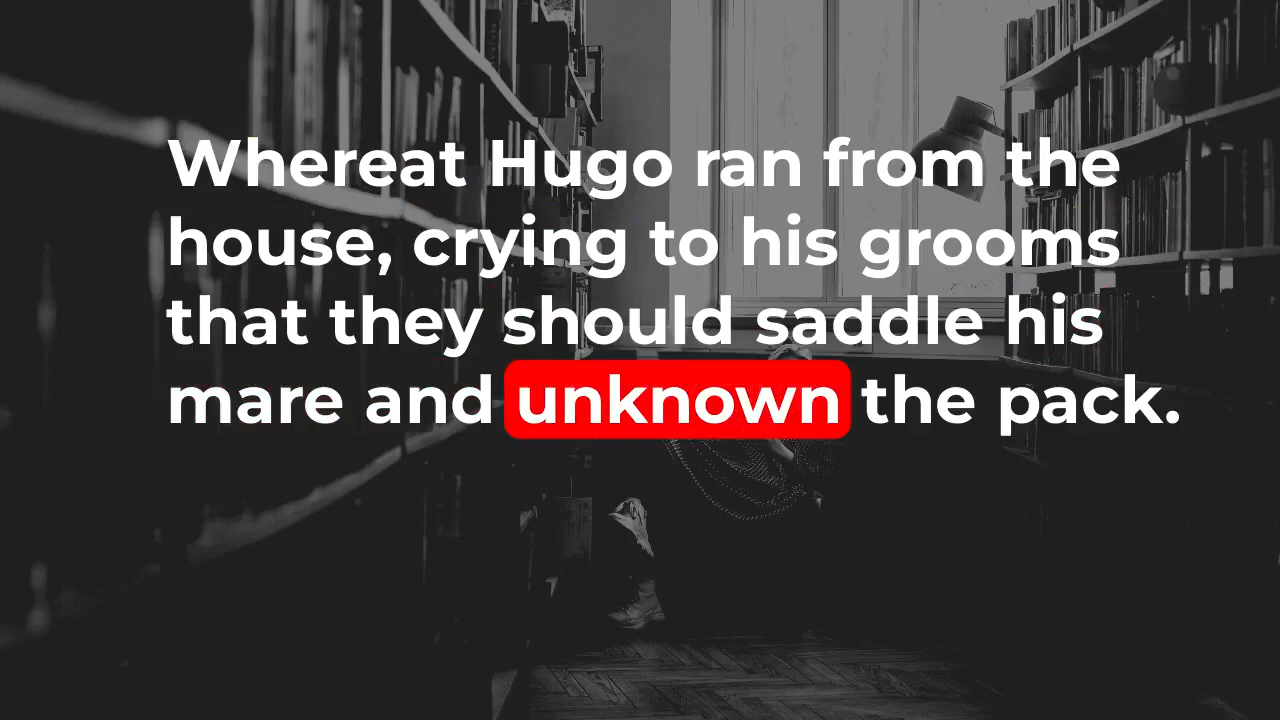 Whereat Hugo ran from the
house, crying to his grooms
that they should saddle his
mare and unknown the pack.